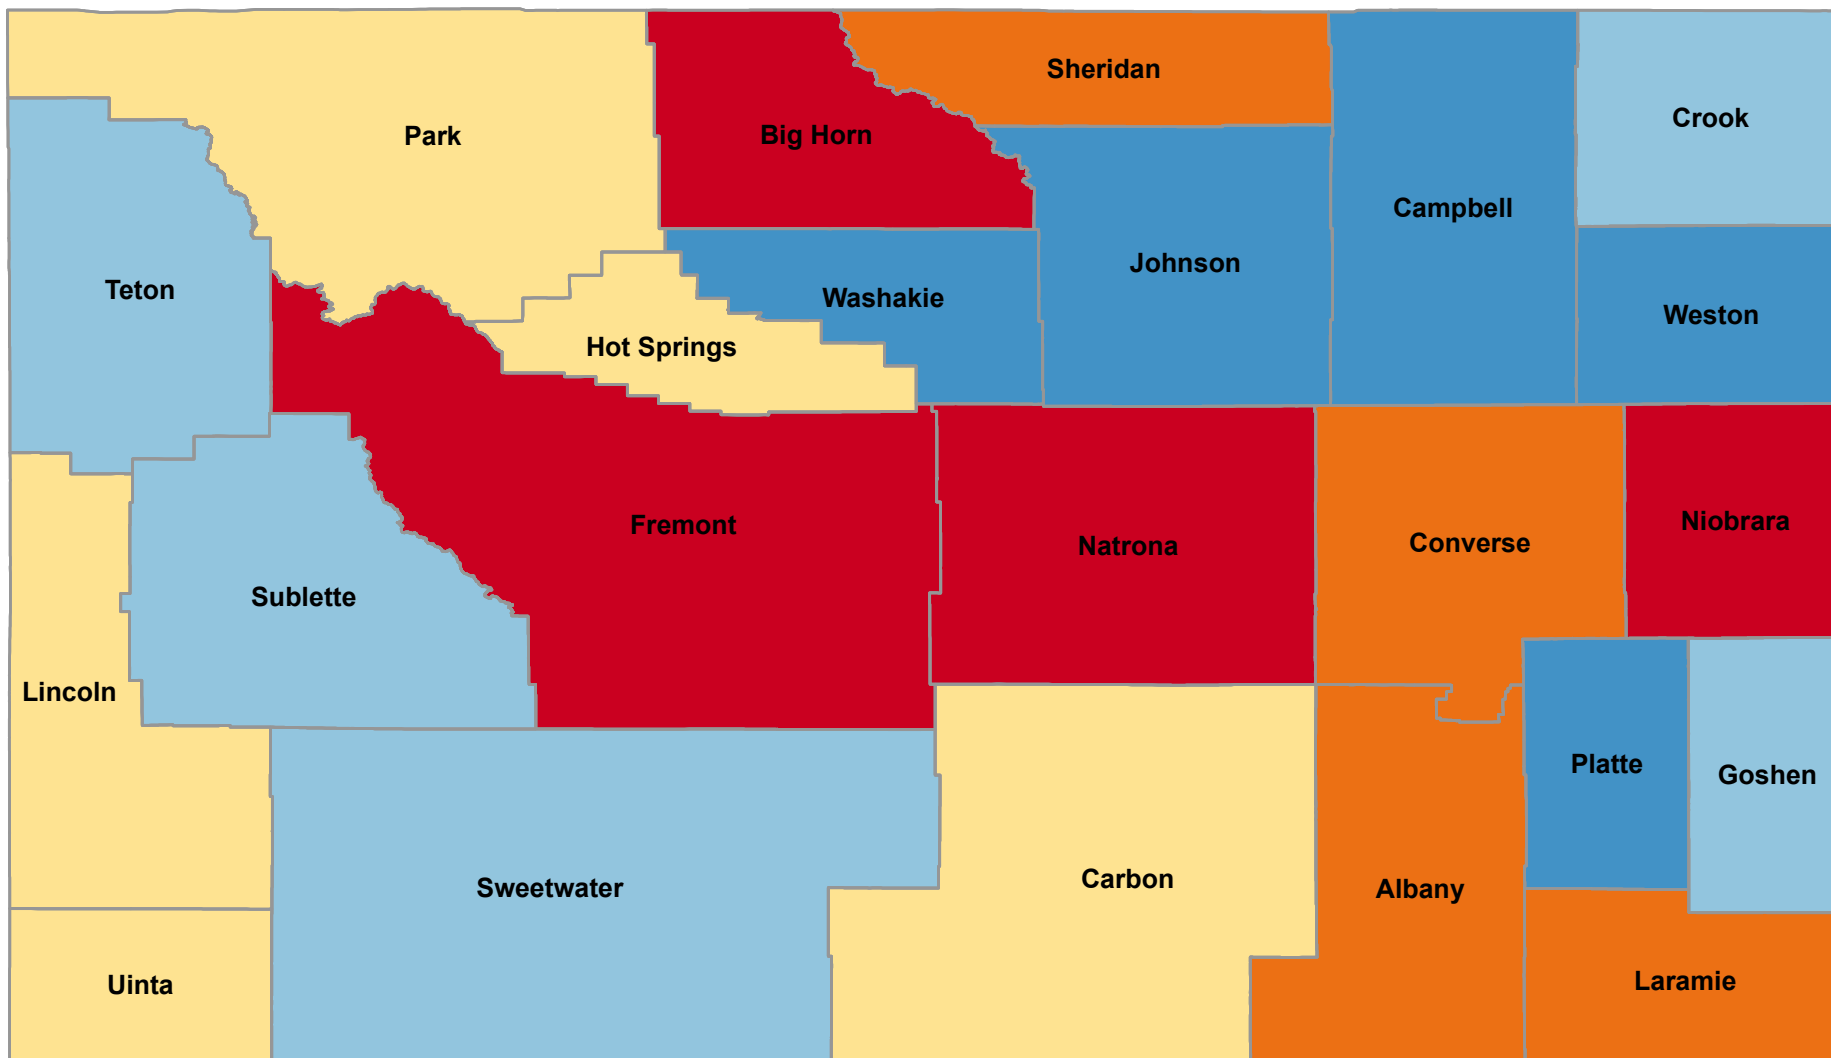 Sheridan
Crook
Park
Big Horn
Campbell
Johnson
Teton
Washakie
Weston
Hot Springs
Niobrara
Fremont
Converse
Natrona
Sublette
Lincoln
Platte
Goshen
Carbon
Sweetwater
Albany
Laramie
Uinta